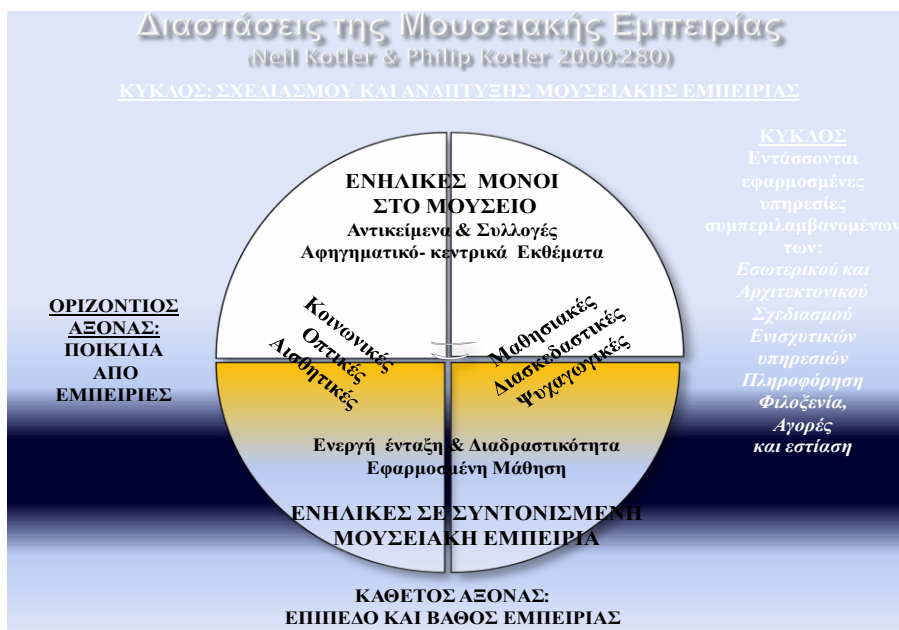 Διαστάσεις της Μουσειακής Εμπειρίας
(Neil Kotler & Philip Kotler 2000:280)
ΚΥΚΛΟΣ: ΣΧΕΔΙΑΣΜΟΥ ΚΑΙ ΑΝΑΠΤΥΞΗΣ ΜΟΥΣΕΙΑΚΗΣ ΕΜΠΕΙΡΙΑΣ
ΕΝΗΛΙΚΕΣ ΜΟΝΟΙ
ΣΤΟ ΜΟΥΣΕΙΟ
Αντικείμενα & Συλλογές
Αφηγηματικό- κεντρικά Εκθέματα
ΟΡΙΖΟΝΤΙΟΣ
ΑΞΟΝΑΣ:
ΠΟΙΚΙΛΙΑ
ΑΠΟ
ΕΜΠΕΙΡΙΕΣ
Κοινωνικές
Οπτικές
Αισθητικές
Μαθησιακές
Διασκεδαστικές
Ψυχαγωγικές
Ενεργή ένταξη & Διαδραστικότητα
Εφαρμοσμένη Μάθηση
ΕΝΗΛΙΚΕΣ ΣΕ ΣΥΝΤΟΝΙΣΜΕΝΗ
ΜΟΥΣΕΙΑΚΗ ΕΜΠΕΙΡΙΑ
ΚΑΘΕΤΟΣ ΑΞΟΝΑΣ:
ΕΠΙΠΕΔΟ ΚΑΙ ΒΑΘΟΣ ΕΜΠΕΙΡΙΑΣ
ΚΥΚΛΟΣ
Εντάσσονται
εφαρμοσμένες
υπηρεσίες
συμπεριλαμβανομένων
των:
Εσωτερικού και
Αρχιτεκτονικού
Σχεδιασμού
Ενισχυτικών
υπηρεσιών
Πληροφόρηση
Φιλοξενία,
Αγορές
και εστίαση